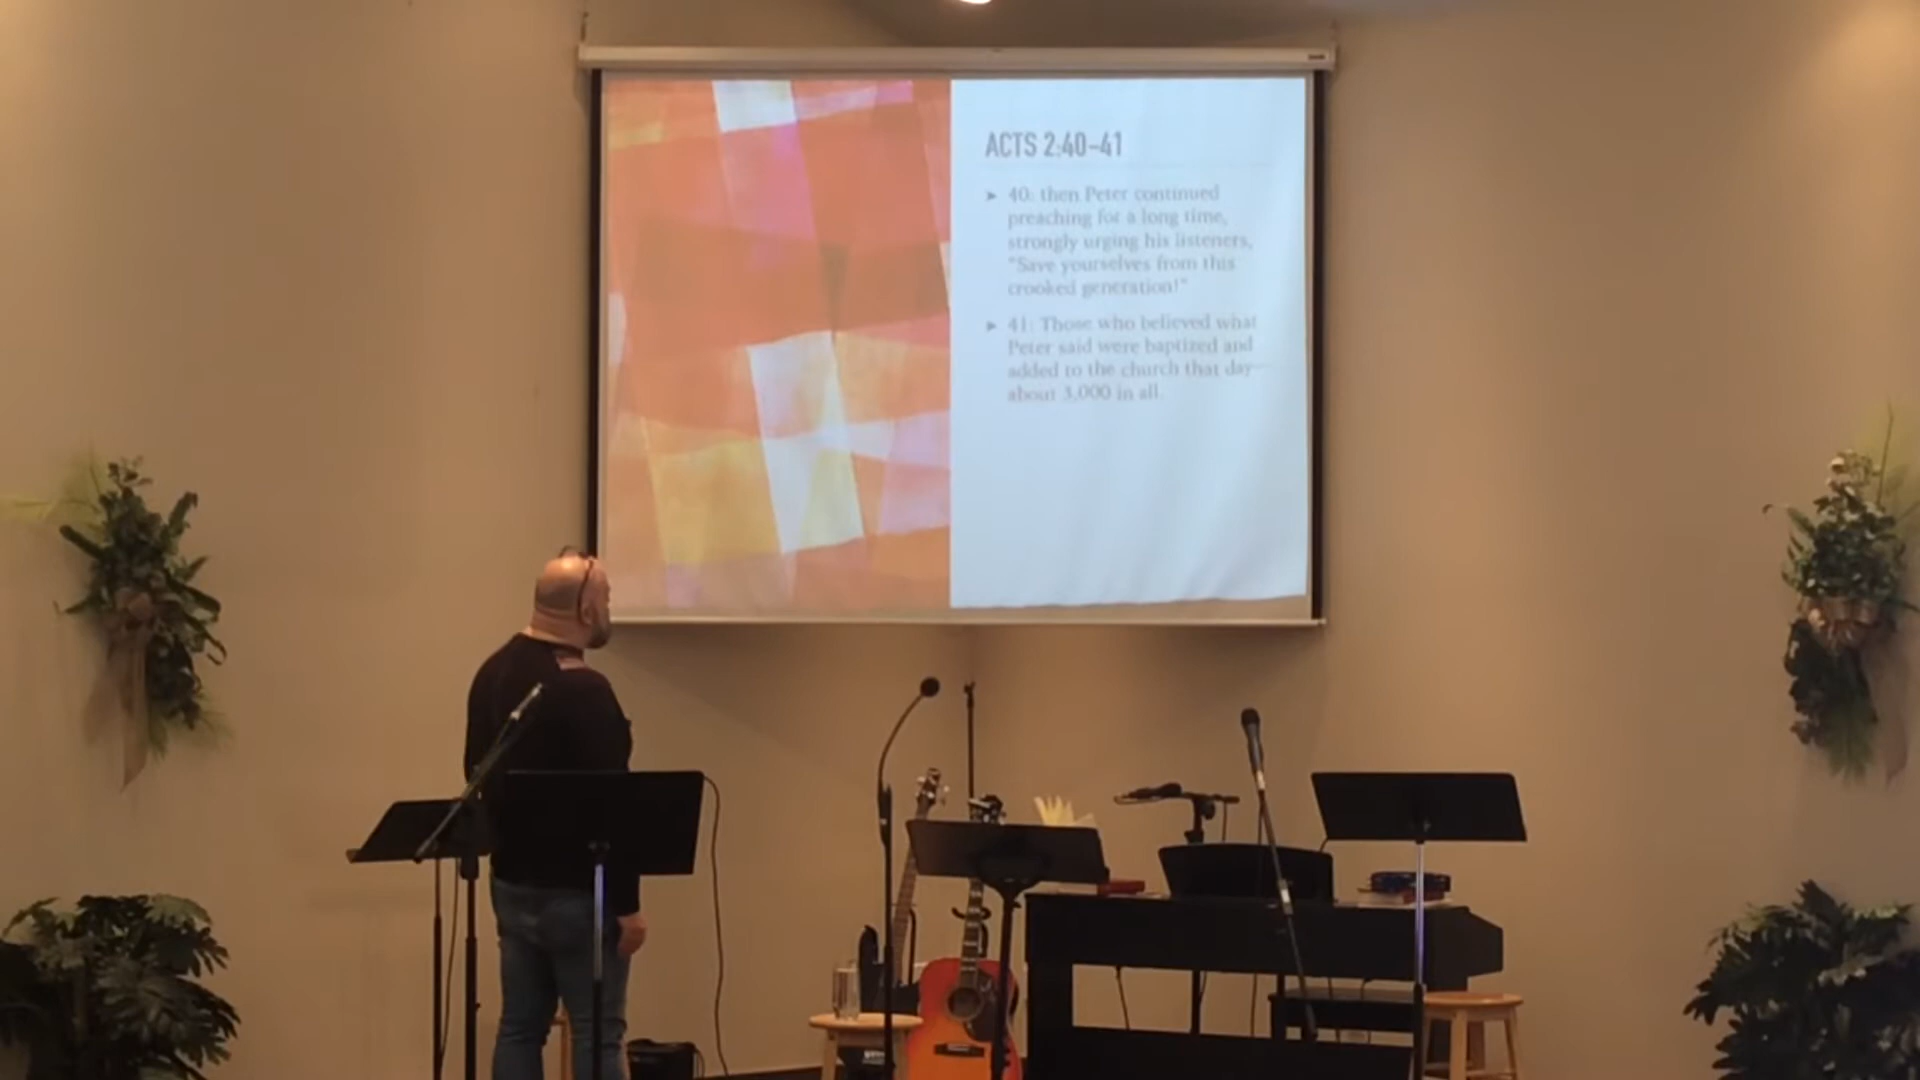 ACTS 2:40–41
➤ 40: then Peter continued
preaching for a long time,
strongly urging his listeners,
"Save yourselves from this
crooked generation!"
➤ 41: Those who believed what
Peter said were baptized and
added to the church that day
about 3,000 in all.